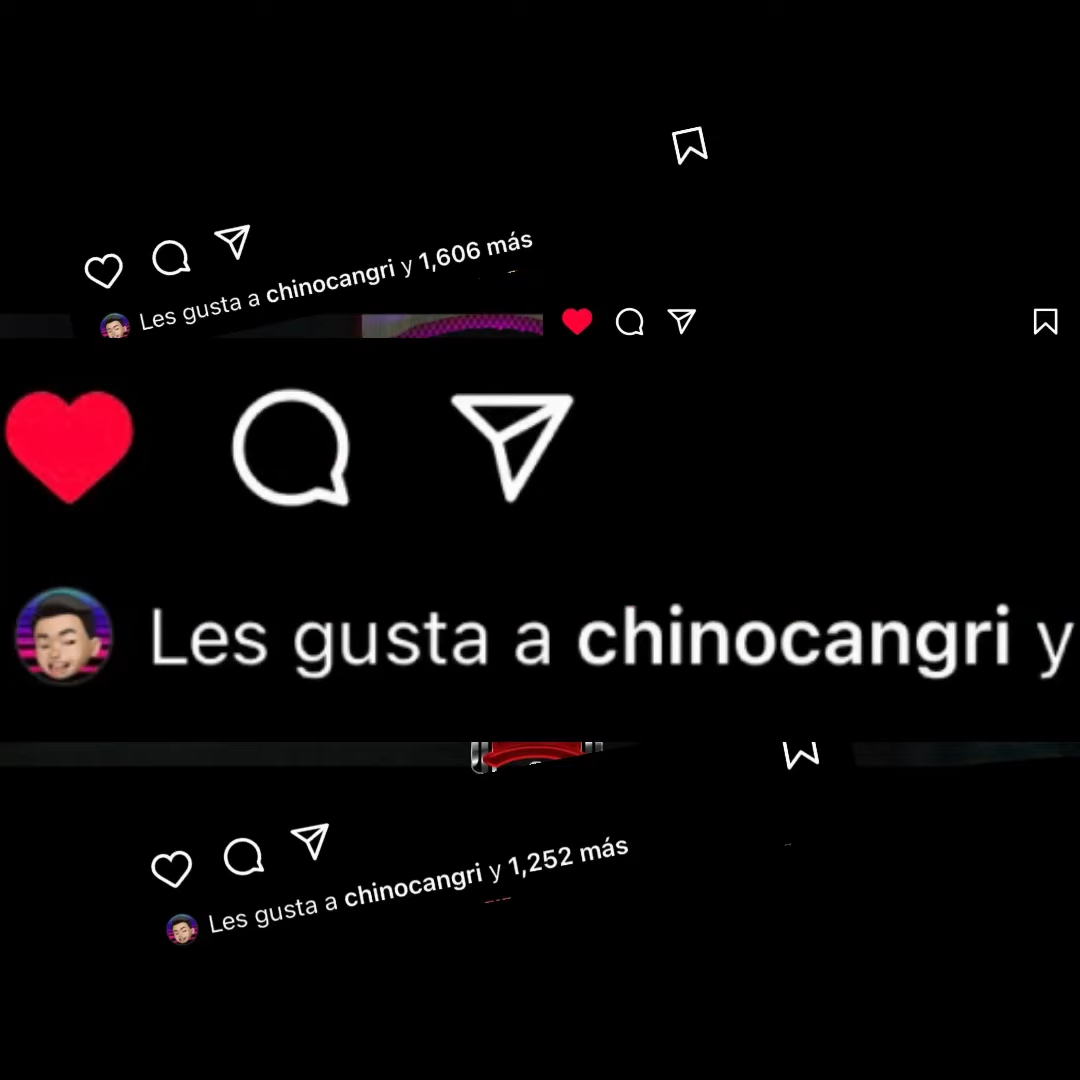 Les gusta a chinocangri y 1,606 más
Les gusta a chinocangri y
Les gusta a chinocangri y 1,252 más